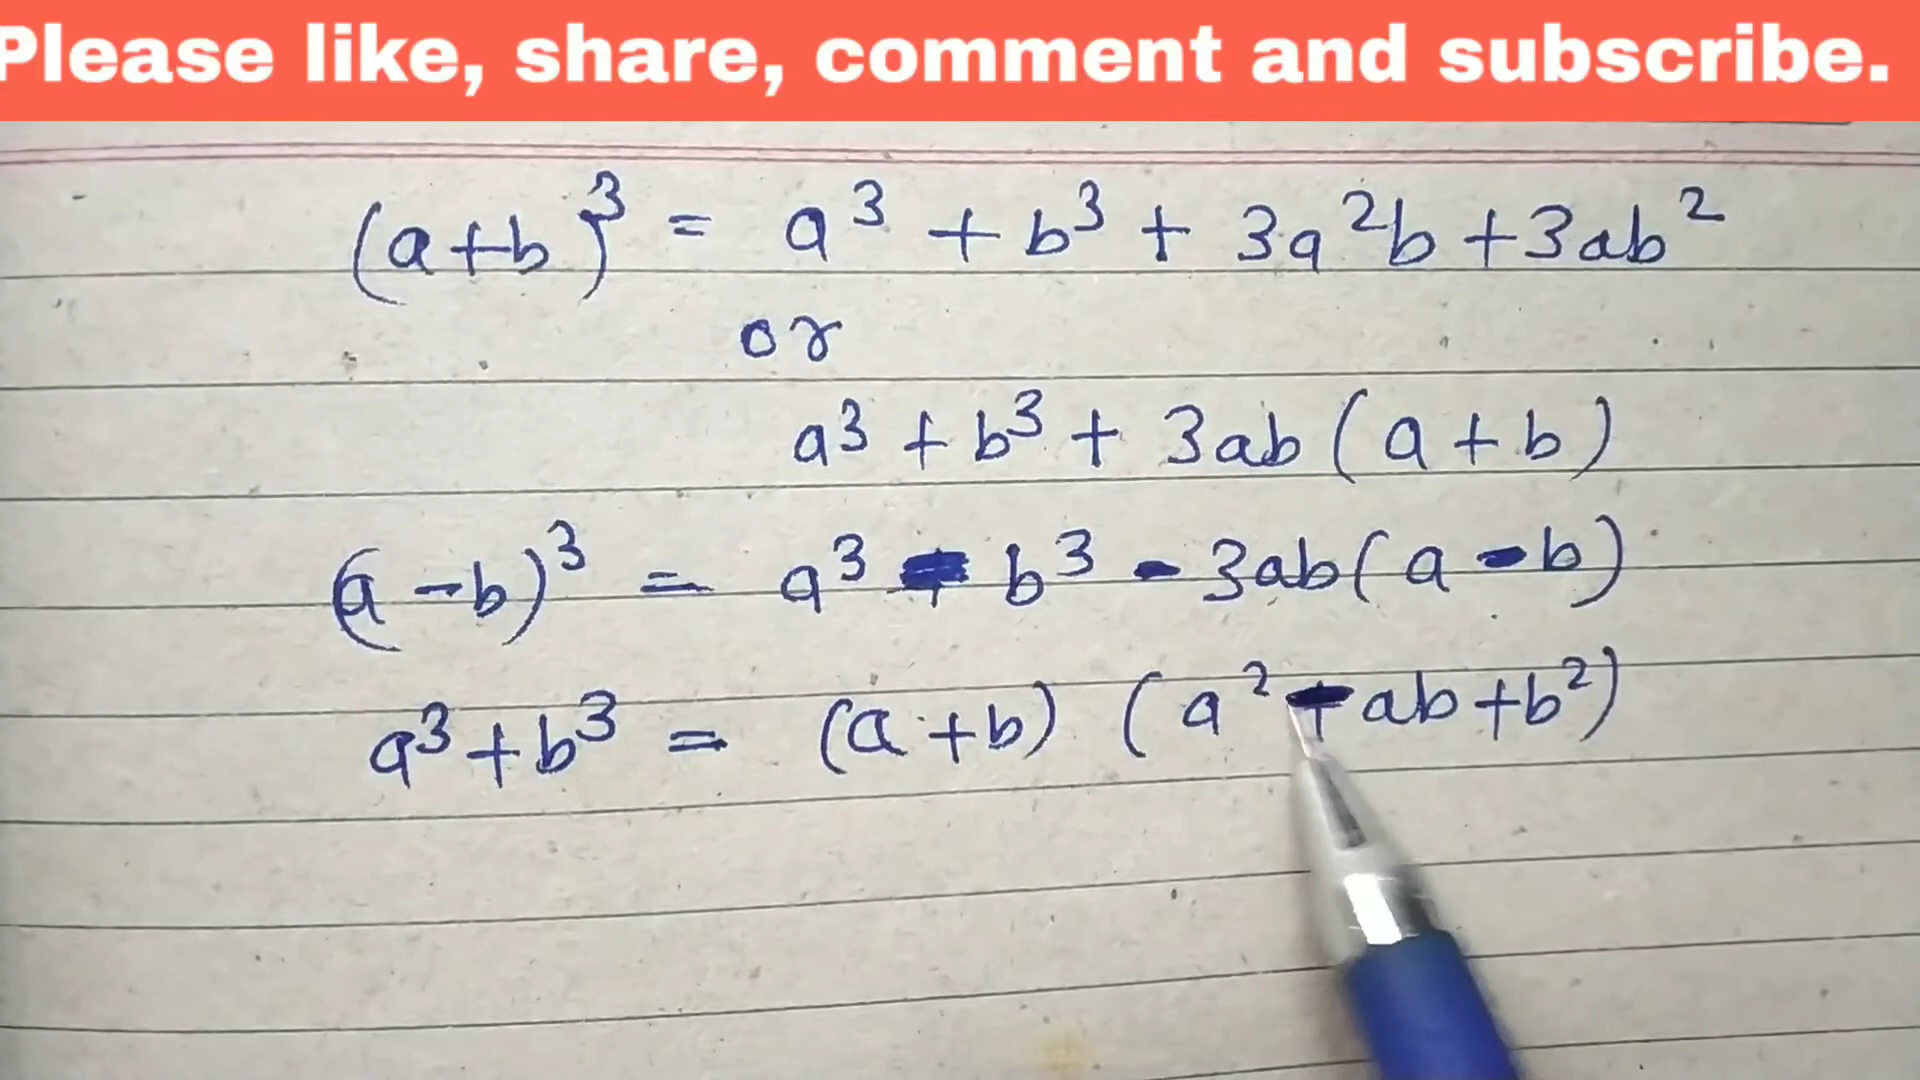 Please like, share, comment and subscribe.
(a+b)³ = a³ + b³ + 3a²b + 3ab²
or
a³ + b³ + 3ab (a + b)
(a - b)³ = a³ - b³ - 3ab(a - b)
a³ + b³ = (a + b) (a² - ab + b²)